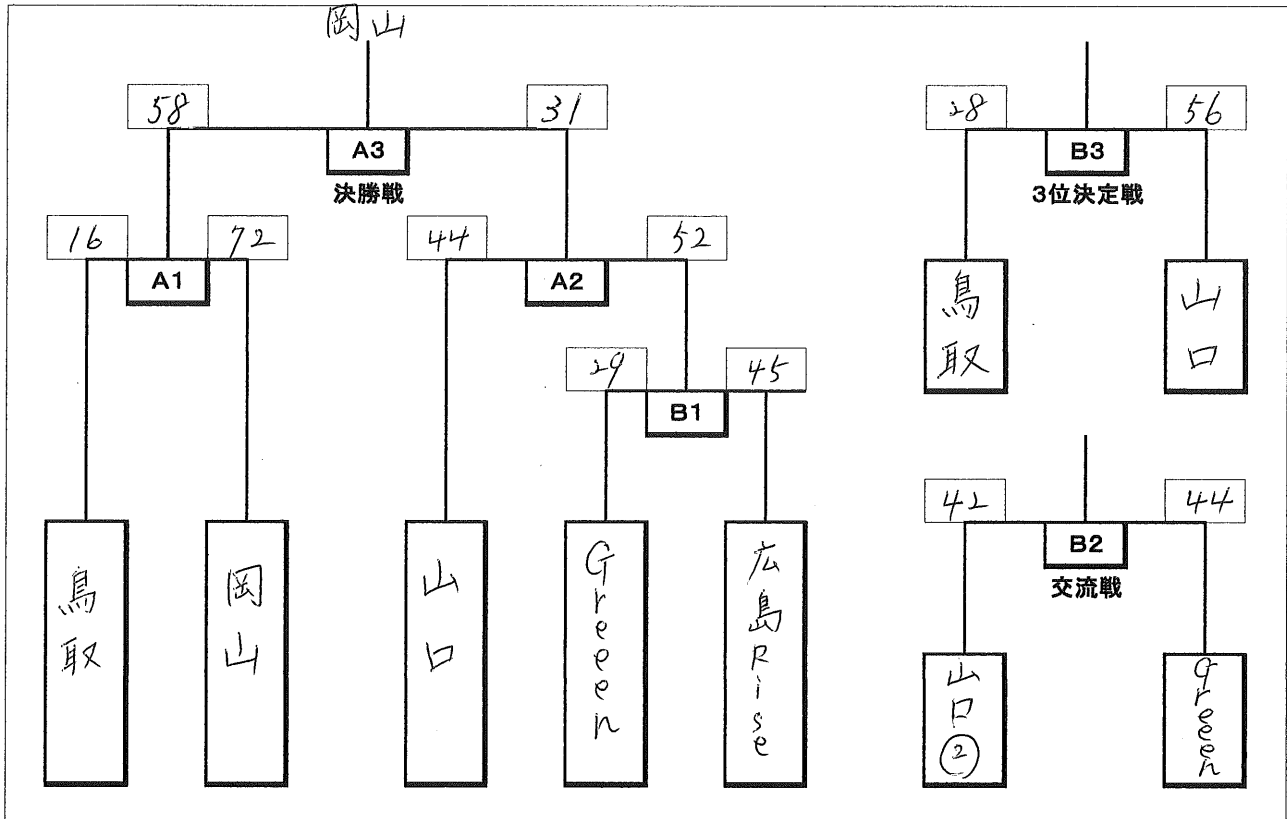 岡山
58 31
A3
決勝戦
16 72
A1
44 52
A2
29 45
B1
鳥取
岡山
山口
Greeen
広島Rise
28 56
B3
3位決定戦
鳥取
山口
42 44
B2
交流戦
山口②
greeen